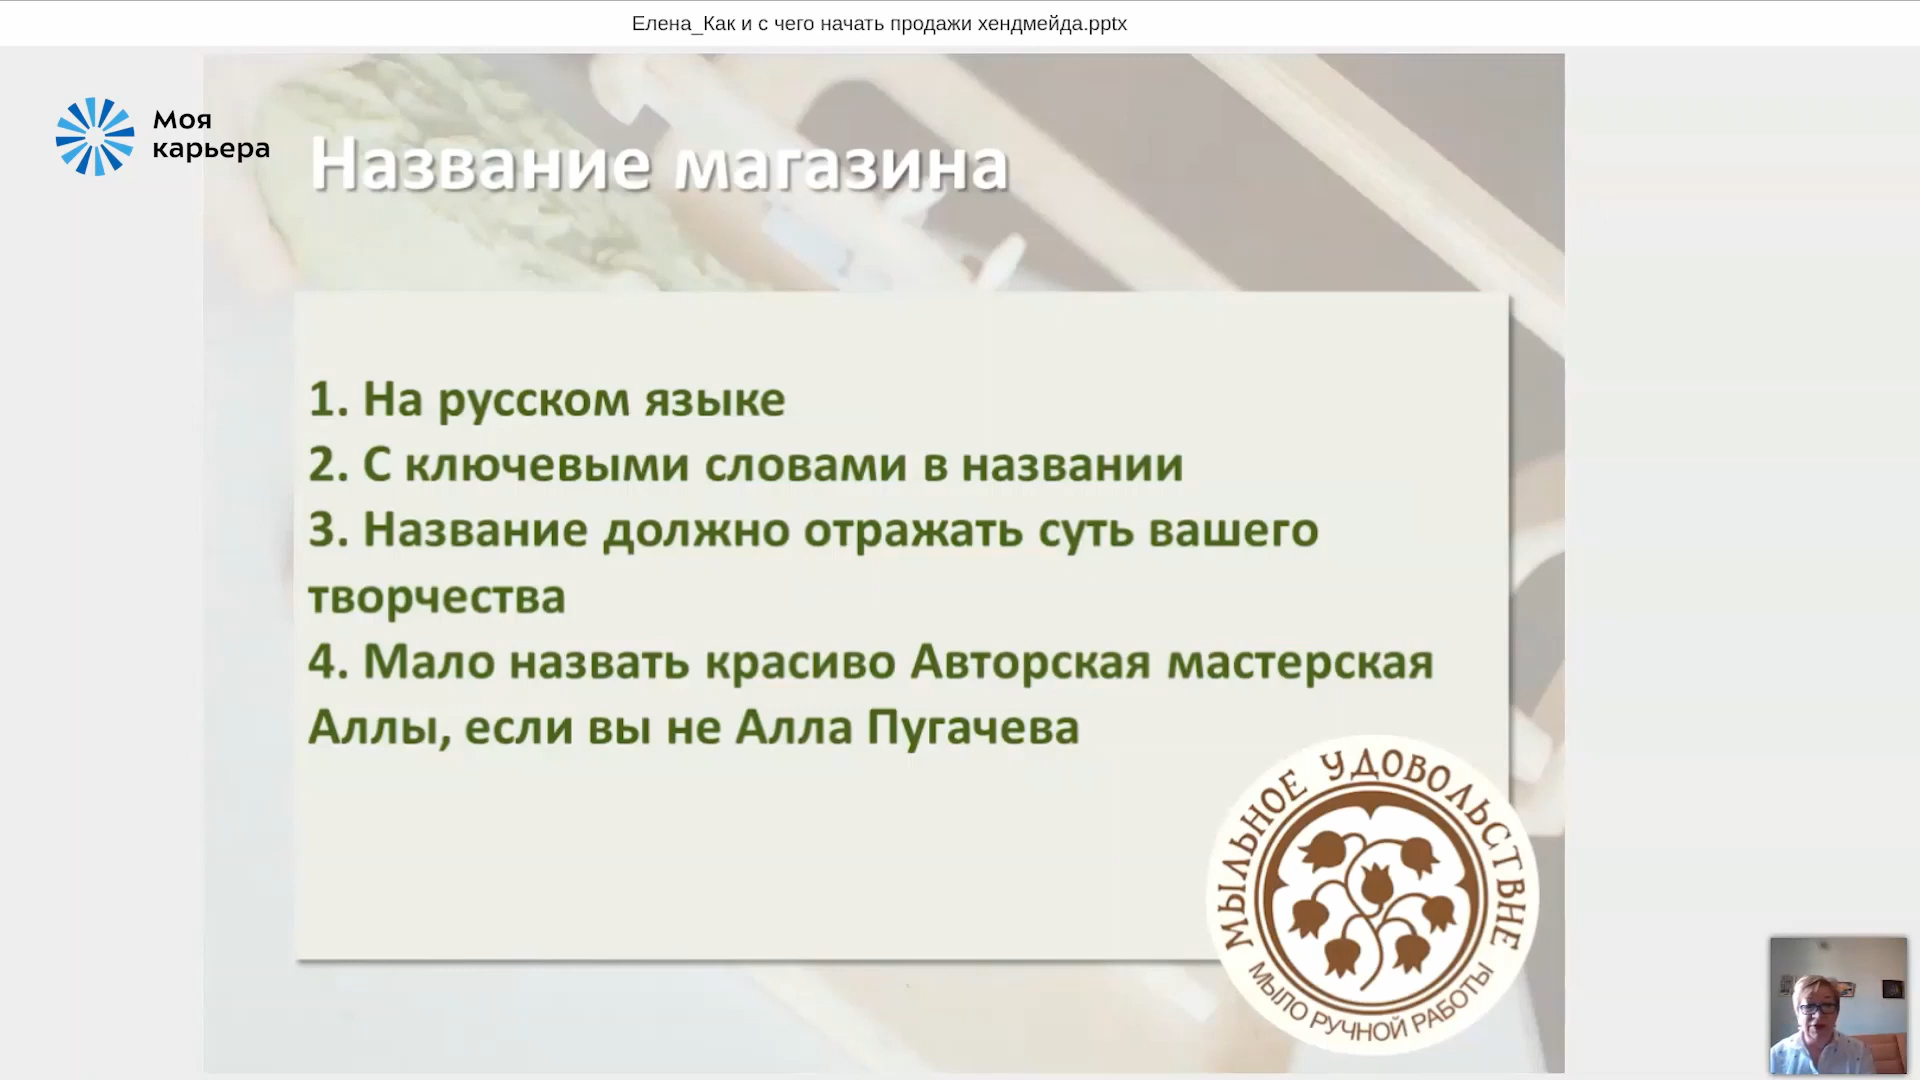 Елена_Как и с чего начать продажи хендмейда.pptx
Моя
карьера
Название магазина
1. На русском языке
2. С ключевыми словами в названии
3. Название должно отражать суть вашего
творчества
4. Мало назвать красиво Авторская мастерская
Аллы, если вы не Алла Пугачева
МЫЛЬНОЕ УДОВОЛЬСТВИЕ
МЫЛО РУЧНОЙ РАБОТЫ